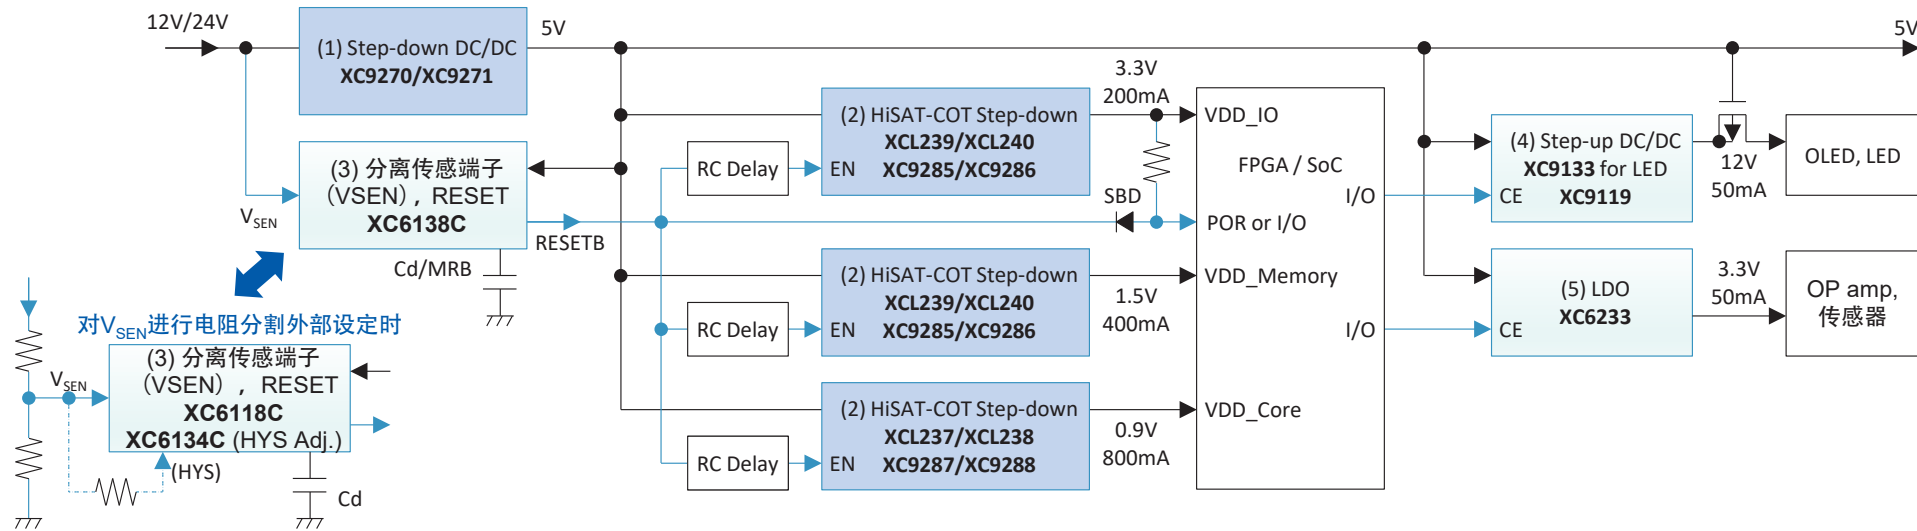 12V/24V
(1) Step-down DC/DC
XC9270/XC9271
5V
5V
(3) 分离传感端子
（VSEN），RESET
XC6138C
VSEN
RESETB
Cd/MRB
对VSEN进行电阻分割外部设定时
(3) 分离传感端子
（VSEN），RESET
XC6118C
XC6134C (HYS Adj.)
VSEN
(HYS)
Cd
RC Delay
EN
(2) HiSAT-COT Step-down
XCL239/XCL240
XC9285/XC9286
3.3V
200mA
SBD
RC Delay
EN
(2) HiSAT-COT Step-down
XCL239/XCL240
XC9285/XC9286
1.5V
400mA
RC Delay
EN
(2) HiSAT-COT Step-down
XCL237/XCL238
XC9287/XC9288
0.9V
800mA
VDD_IO
FPGA / SoC
I/O
POR or I/O
VDD_Memory
I/O
VDD_Core
(4) Step-up DC/DC
XC9133 for LED
CE
XC9119
12V
50mA
OLED, LED
(5) LDO
XC6233
CE
3.3V
50mA
OP amp,
传感器